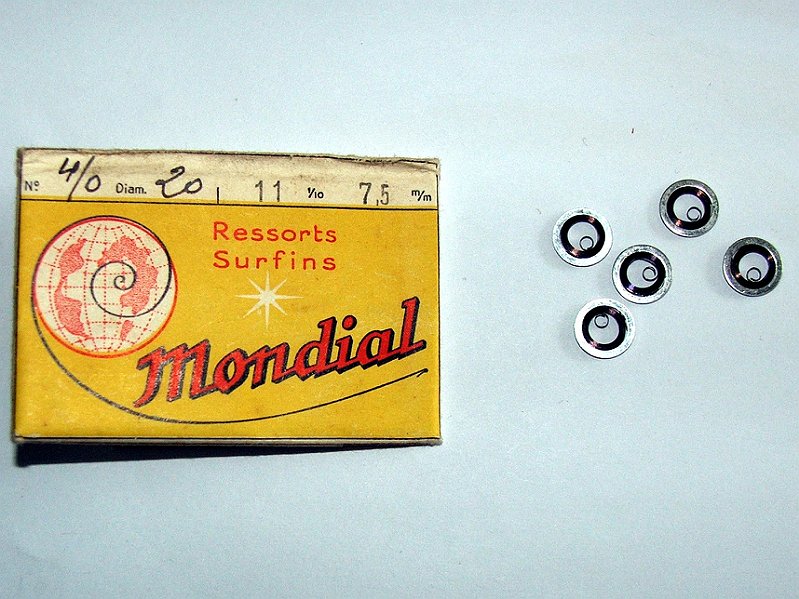 Nº 4/0 Diam. 20 11 1/10 7,5 m/m
Ressorts
Surfins
Mondial